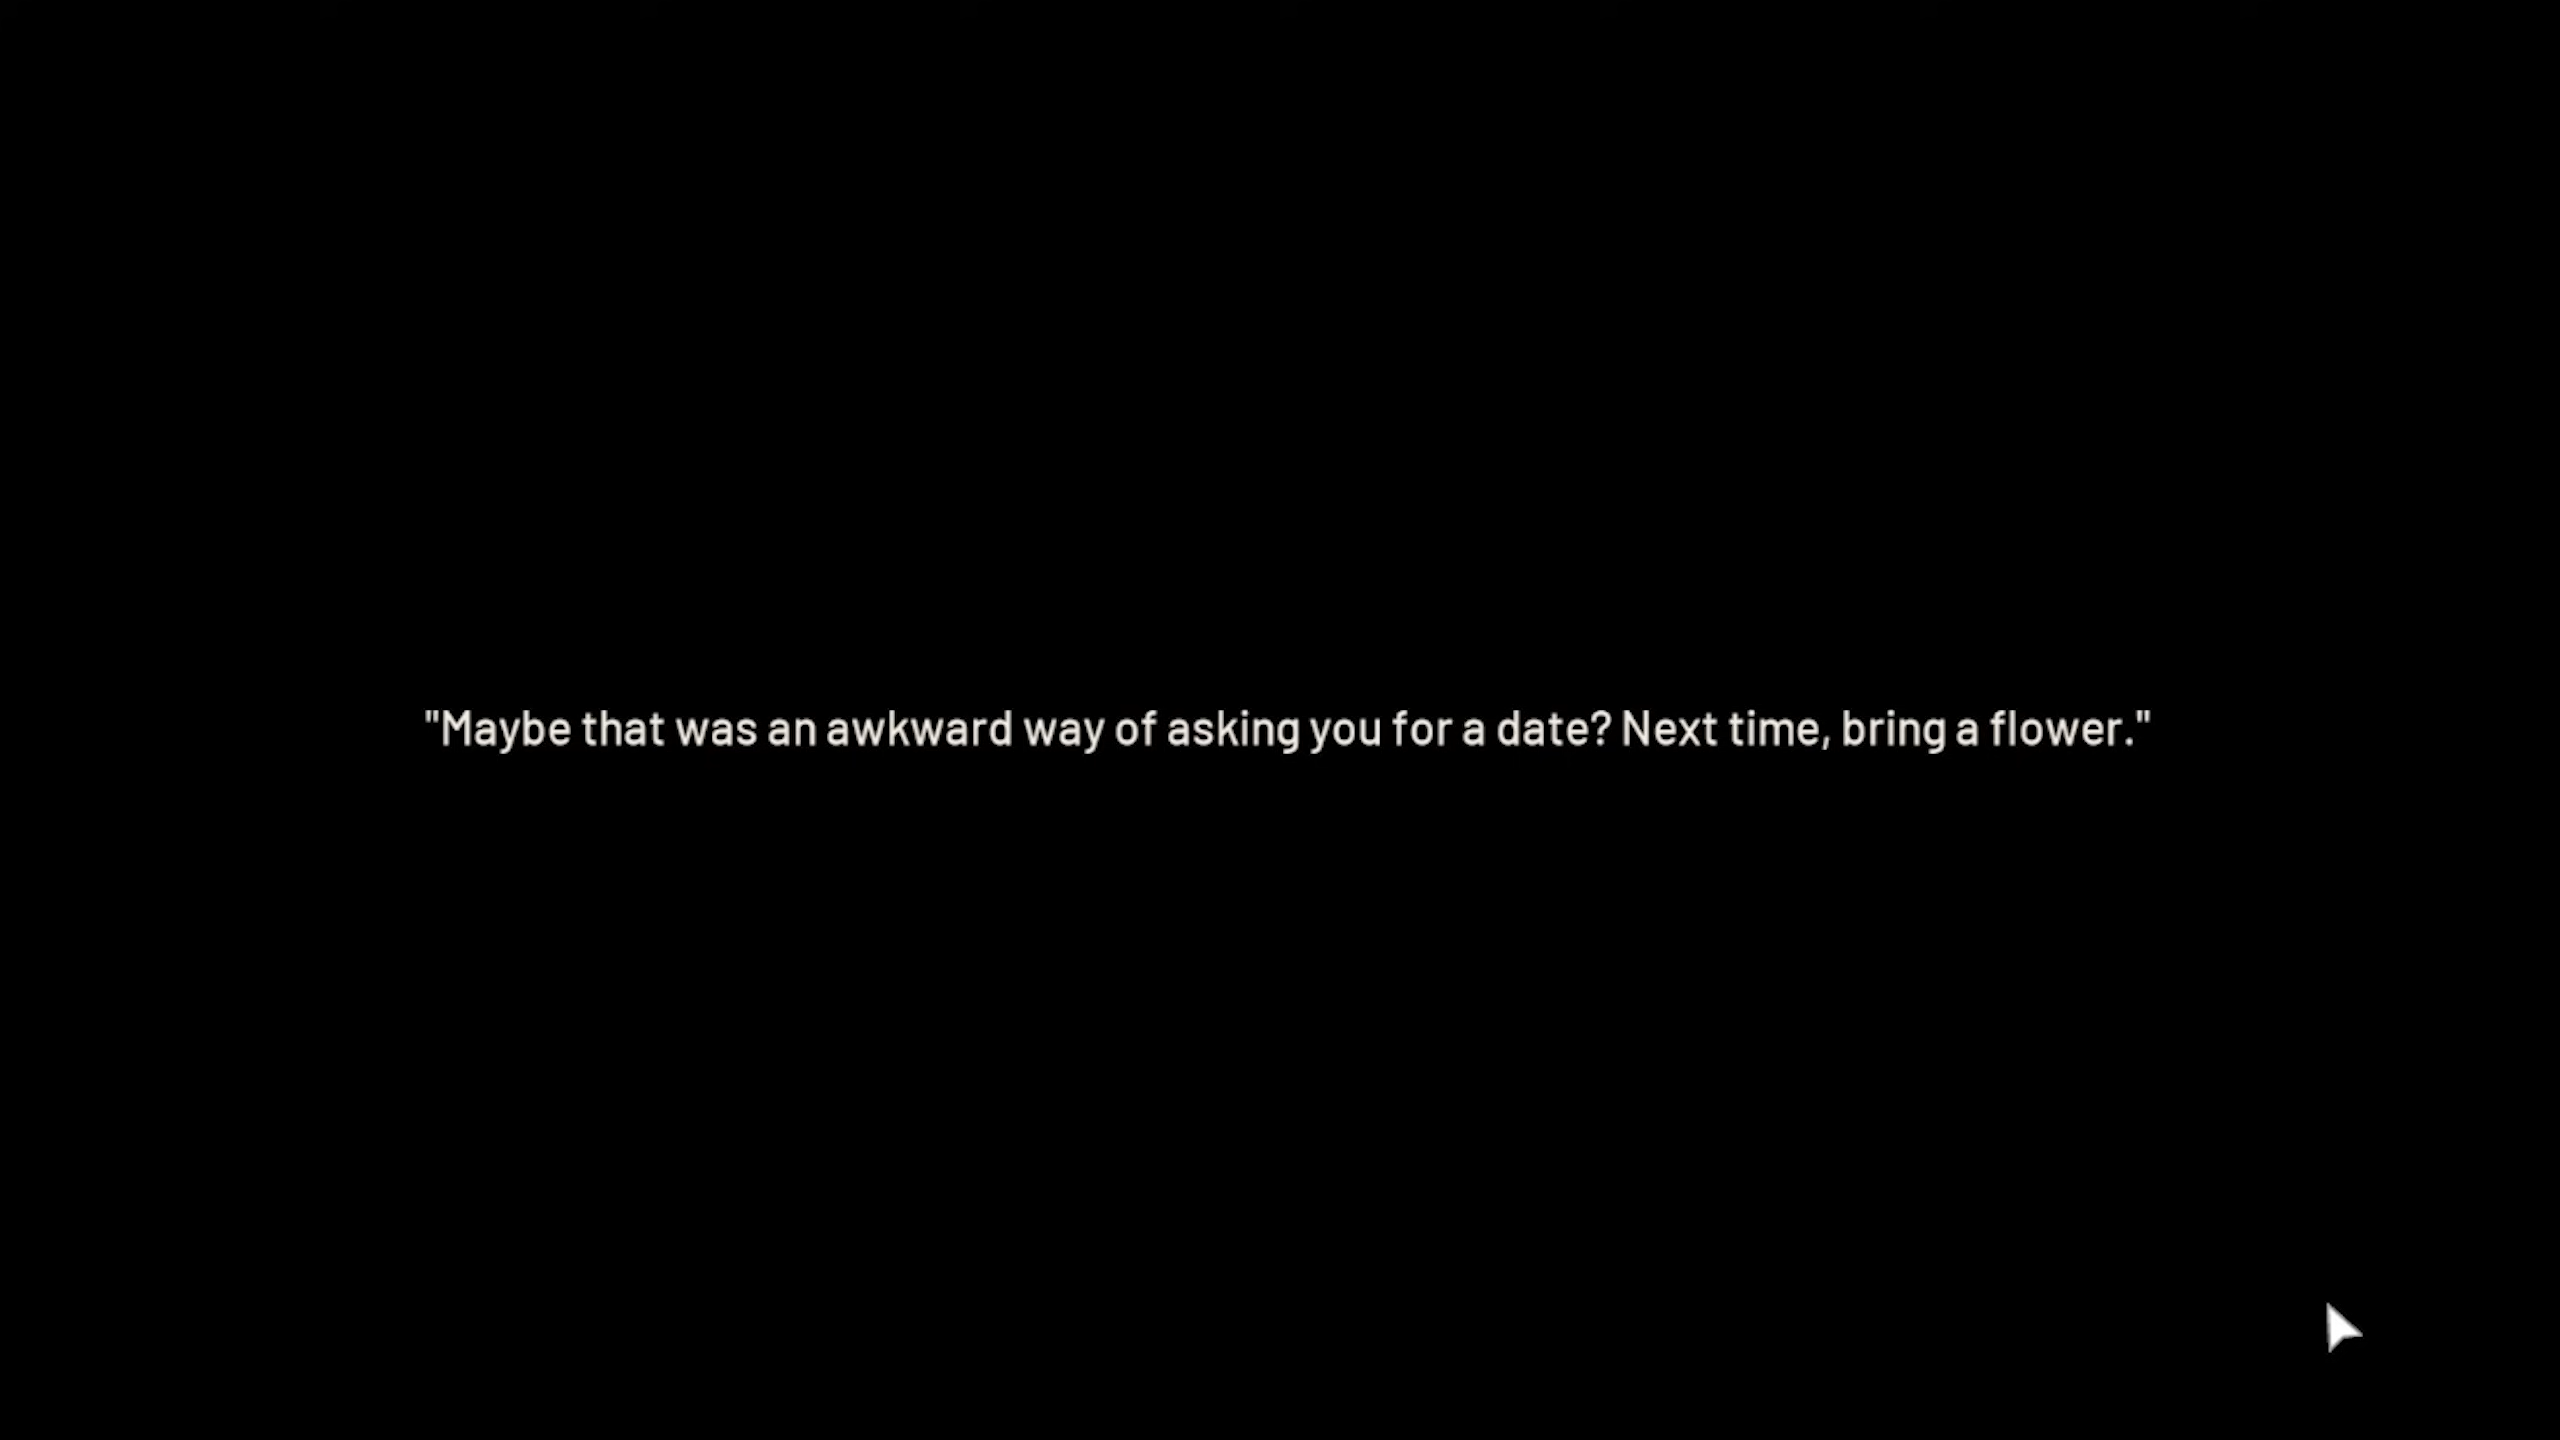 "Maybe that was an awkward way of asking you for a date? Next time, bring a flower."